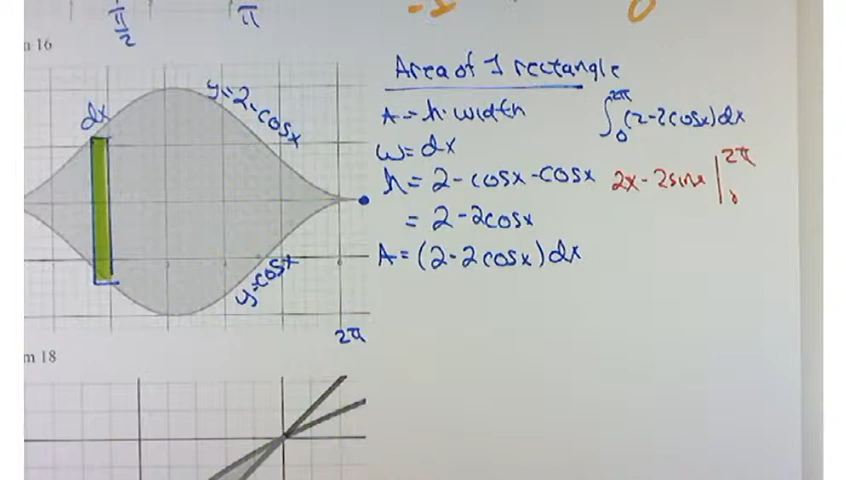 π/2
π
n 16
dx
y=2-cosx
y=cosx
2π
Area of 1 rectangle
A=h·width
w=dx
h=2-cosx-cosx
=2-2cosx
A=(2-2cosx)dx
∫₀^2π (2-2cosx)dx
2x-2sinx |₀^2π
m 18